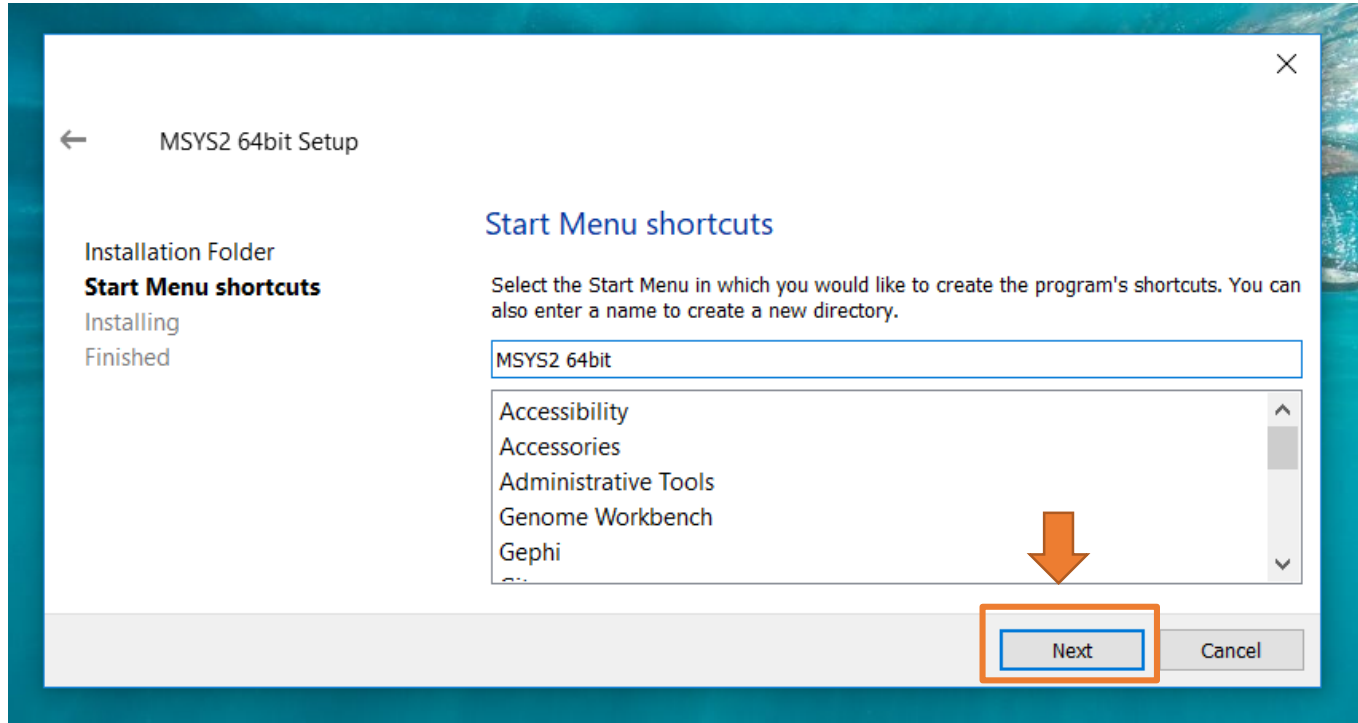 MSYS2 64bit Setup
Installation Folder
Start Menu shortcuts
Installing
Finished
Start Menu shortcuts
Select the Start Menu in which you would like to create the program's shortcuts. You can
also enter a name to create a new directory.
MSYS2 64bit
Accessibility
Accessories
Administrative Tools
Genome Workbench
Gephi
Next
Cancel